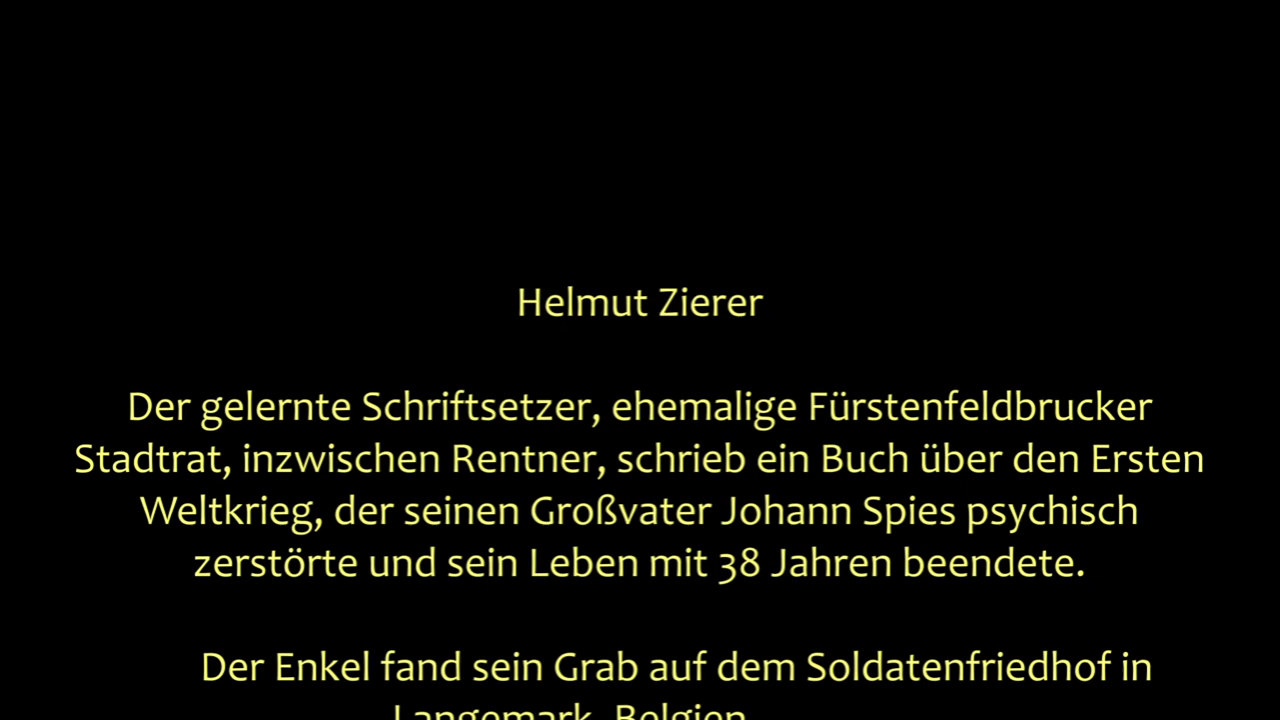 Helmut Zierer
Der gelernte Schriftsetzer, ehemalige Fürstenfeldbrucker
Stadtrat, inzwischen Rentner, schrieb ein Buch über den Ersten
Weltkrieg, der seinen Großvater Johann Spies psychisch
zerstörte und sein Leben mit 38 Jahren beendete.
Der Enkel fand sein Grab auf dem Soldatenfriedhof in
Langemark, Belgien